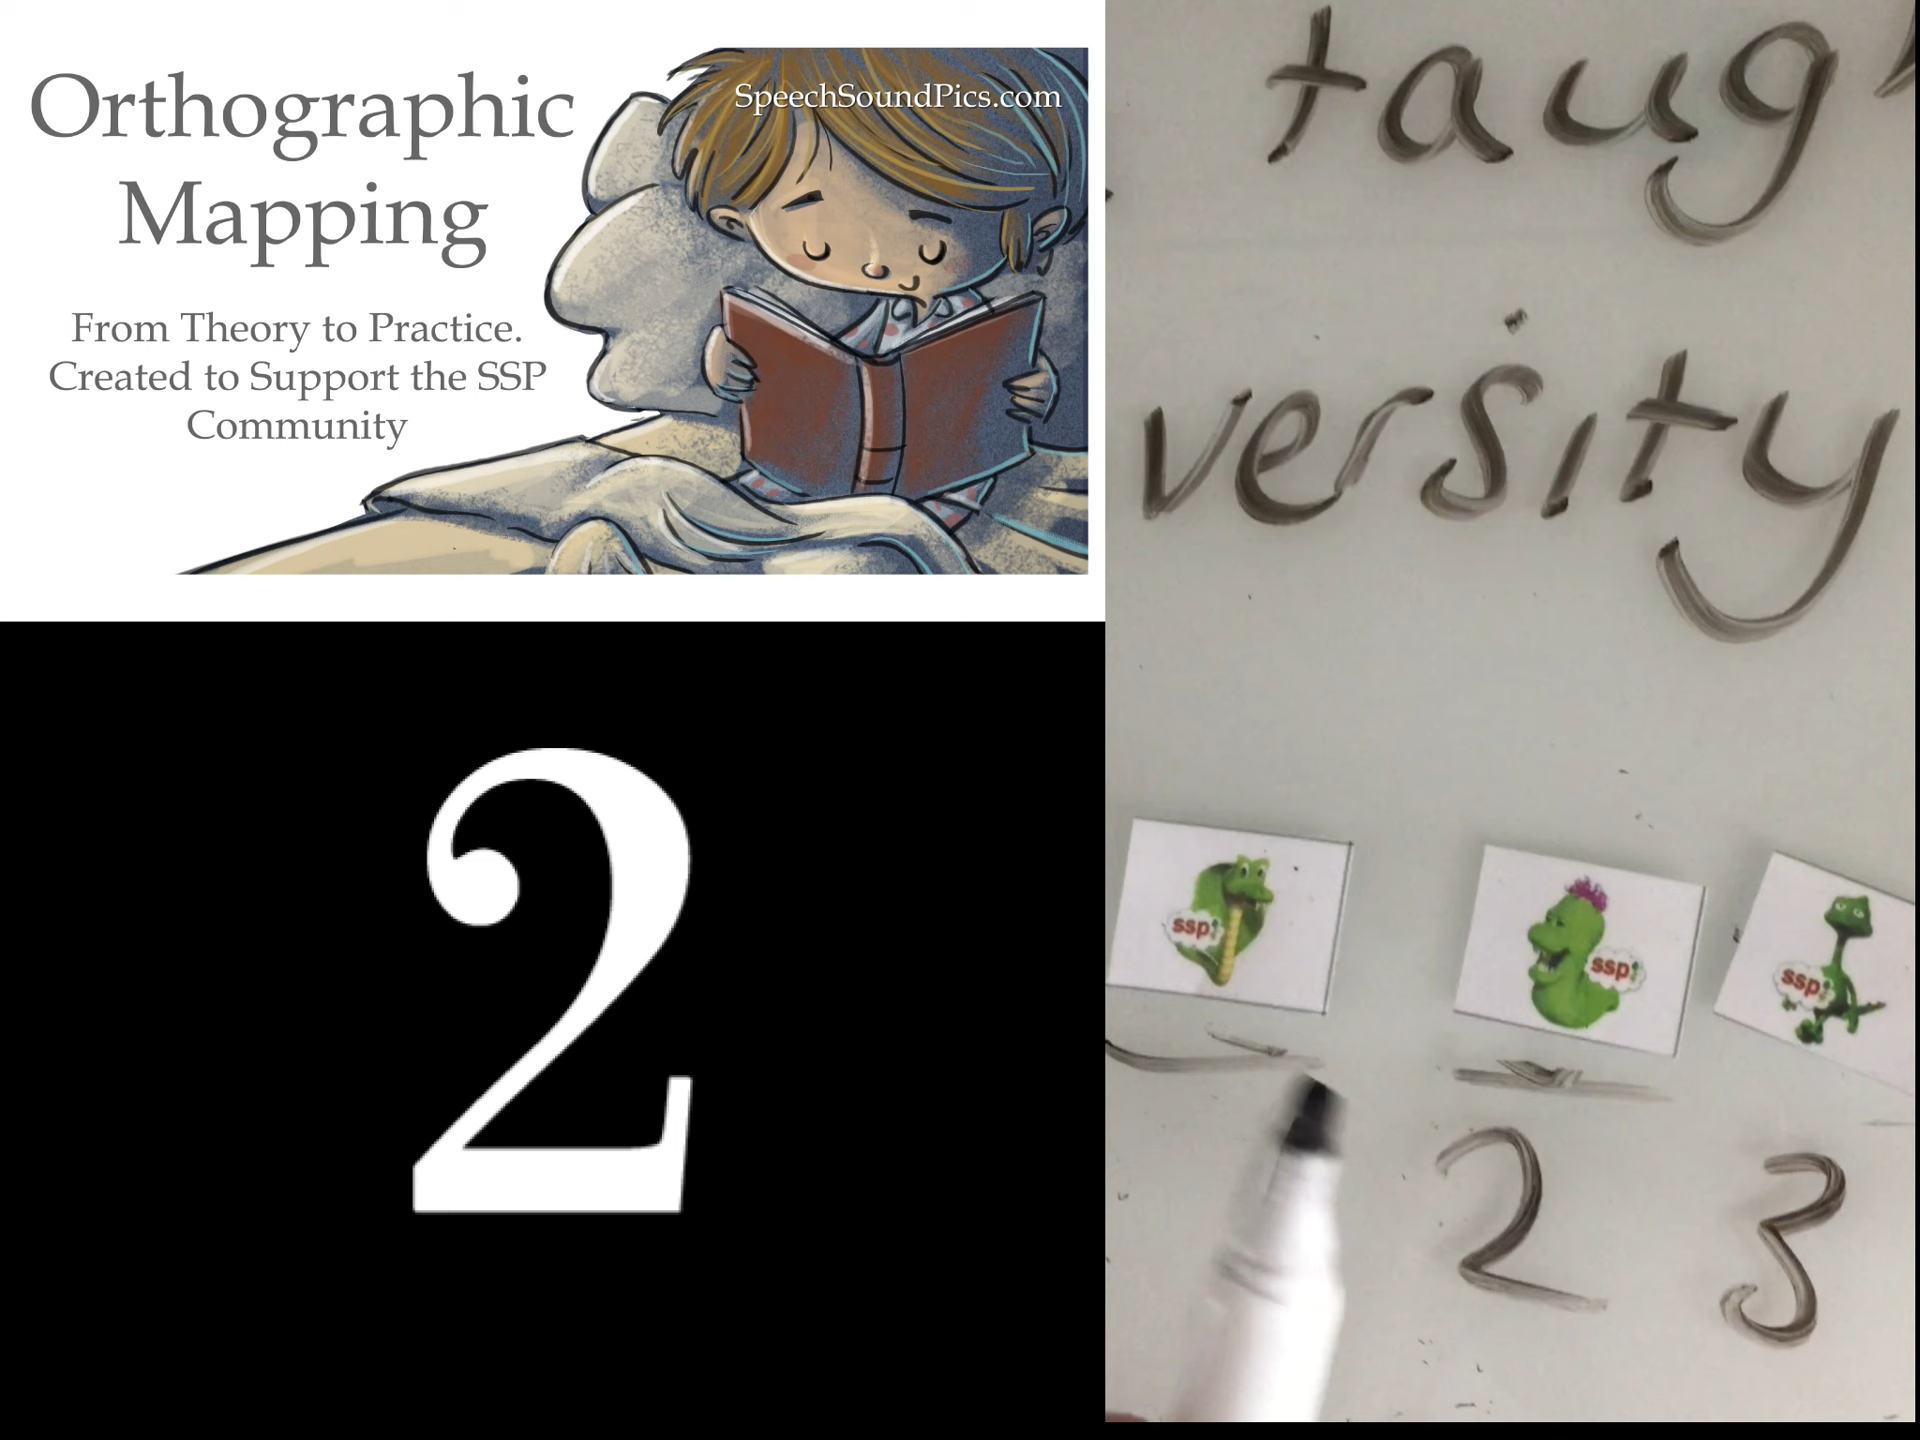 Orthographic
Mapping
SpeechSoundPics.com
From Theory to Practice.
Created to Support the SSP
Community
2
taug
versity
ssp
ssp
ssp
2 3